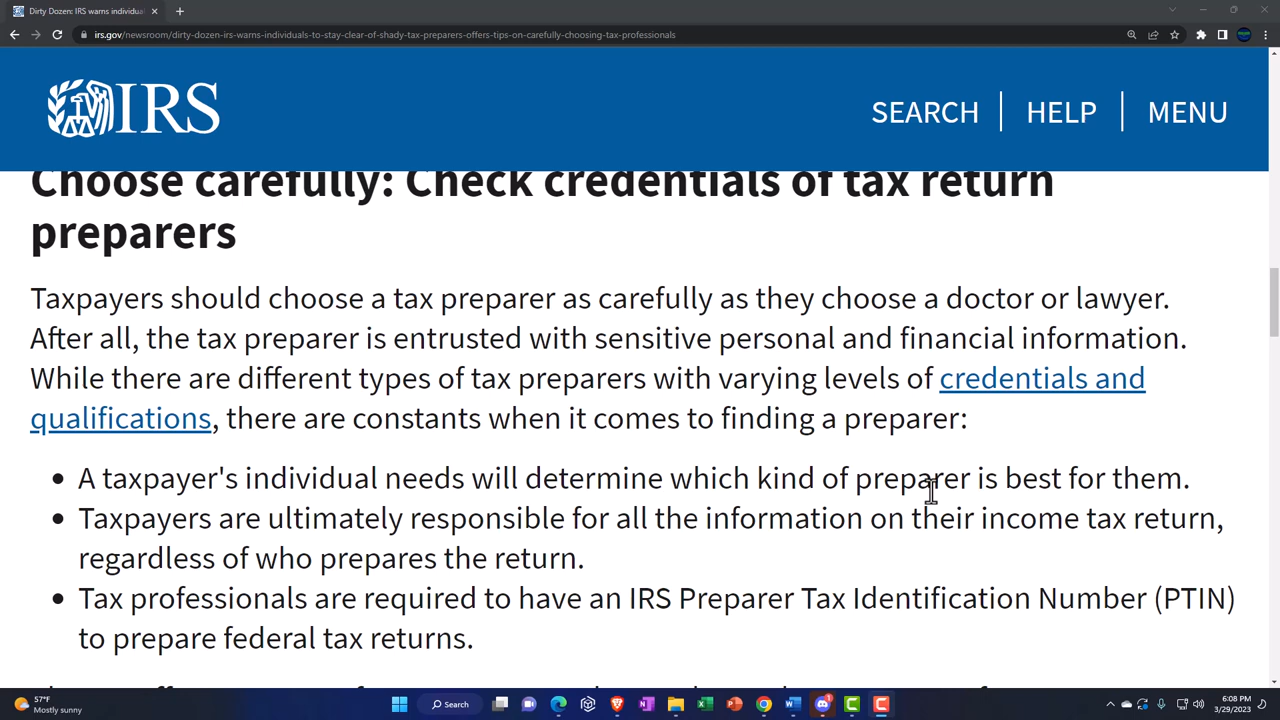 Dirty Dozen: IRS warns individual
irs.gov/newsroom/dirty-dozen-irs-warns-individuals-to-stay-clear-of-shady-tax-preparers-offers-tips-on-carefully-choosing-tax-professionals
IRS
SEARCH HELP MENU
Choose carefully: Check credentials of tax return
preparers
Taxpayers should choose a tax preparer as carefully as they choose a doctor or lawyer.
After all, the tax preparer is entrusted with sensitive personal and financial information.
While there are different types of tax preparers with varying levels of credentials and
qualifications, there are constants when it comes to finding a preparer:
• A taxpayer's individual needs will determine which kind of preparer is best for them.
• Taxpayers are ultimately responsible for all the information on their income tax return,
regardless of who prepares the return.
• Tax professionals are required to have an IRS Preparer Tax Identification Number (PTIN)
to prepare federal tax returns.
57°F
Mostly sunny
Search
6:08 PM
3/29/2023